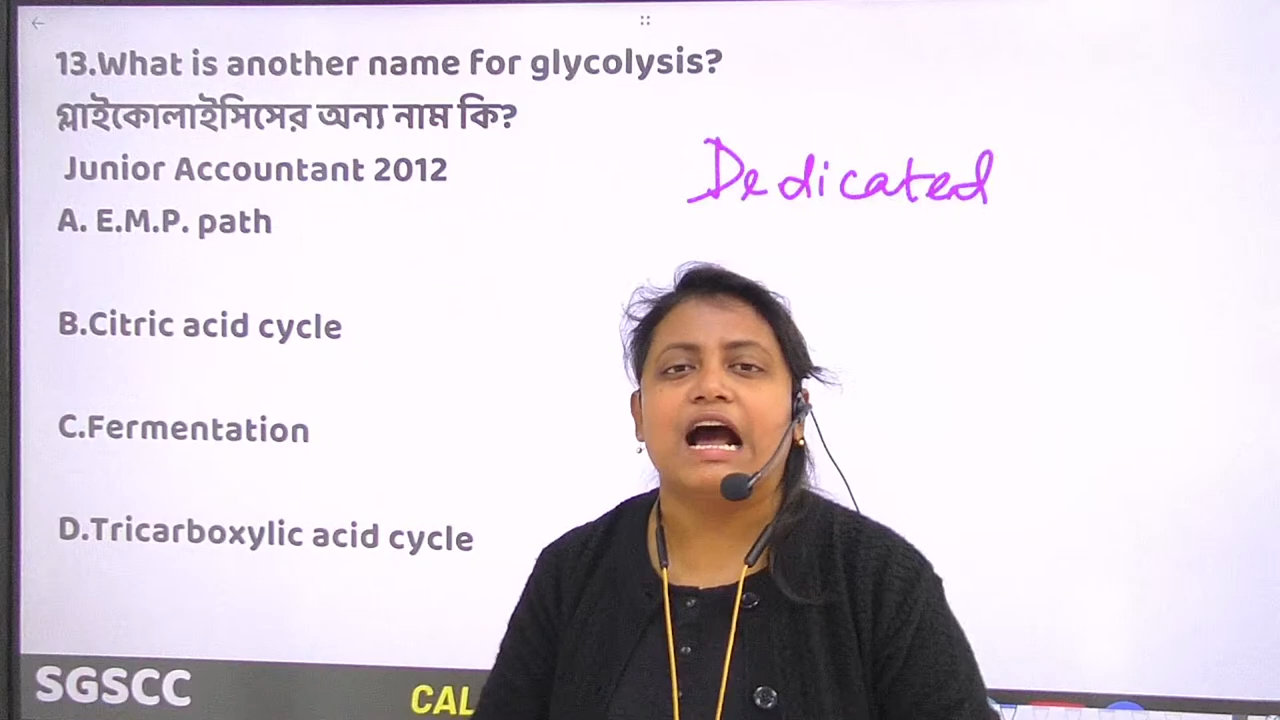 13.What is another name for glycolysis?
গ্লাইকোলাইসিসের অন্য নাম কি?
Junior Accountant 2012
Dedicated
A. E.M.P. path
B.Citric acid cycle
C.Fermentation
D.Tricarboxylic acid cycle
SGSCC
CAL